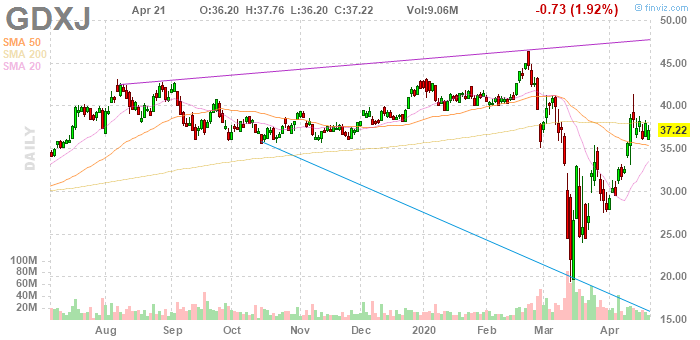 GDXJ
Apr 21 O:36.20 H:37.76 L:36.20 C:37.22 Vol:9.06M -0.73 (1.92%)
© finviz.com
SMA 50
SMA 200
SMA 20
DAILY
50.00
45.00
40.00
37.22
35.00
30.00
25.00
20.00
15.00
100M
80M
60M
40M
20M
Aug Sep Oct Nov Dec 2020 Feb Mar Apr